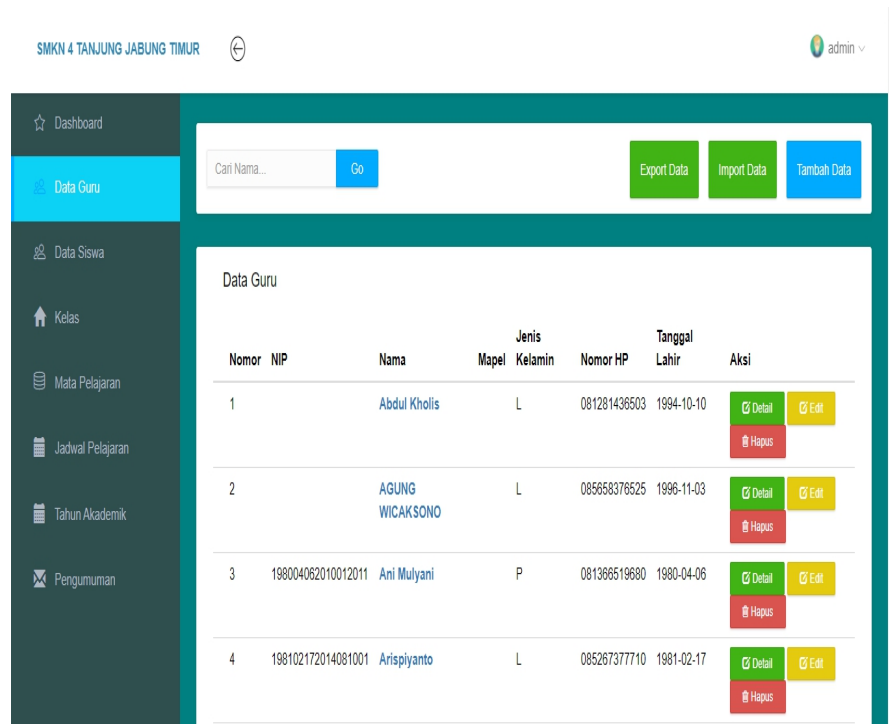 SMKN 4 TANJUNG JABUNG TIMUR
admin
Dashboard
Data Guru
Data Siswa
Kelas
Mata Pelajaran
Jadwal Pelajaran
Tahun Akademik
Pengumuman
Cari Nama...
Go
Export Data
Import Data
Tambah Data
Data Guru
Nomor NIP Nama Mapel Jenis Kelamin Nomor HP Tanggal Lahir Aksi
1 Abdul Kholis L 081281436503 1994-10-10 Detail Edit
Hapus
2 AGUNG WICAKSONO L 085658376525 1996-11-03 Detail Edit
Hapus
3 198004062010012011 Ani Mulyani P 081366519680 1980-04-06 Detail Edit
Hapus
4 198102172014081001 Arispiyanto L 085267377710 1981-02-17 Detail Edit
Hapus